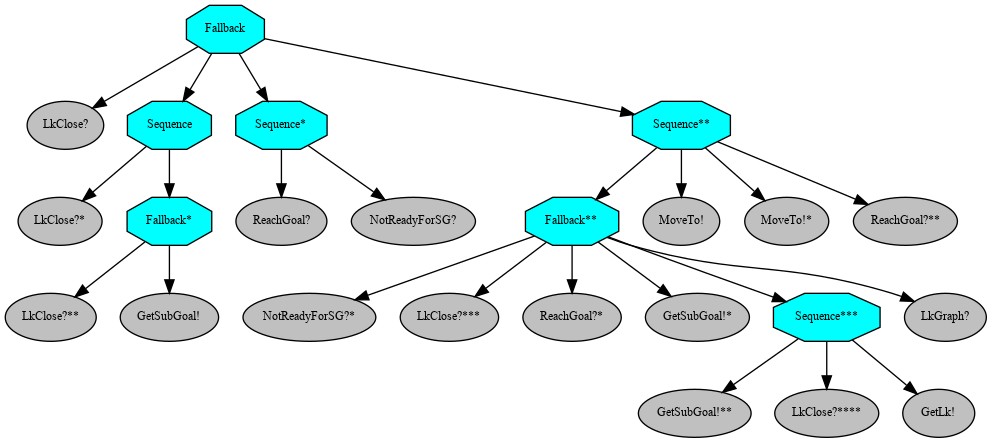 Fallback
LkClose?
Sequence
Sequence*
Sequence**
LkClose?*
Fallback*
ReachGoal?
NotReadyForSG?
Fallback**
MoveTo!
MoveTo!*
ReachGoal?**
LkClose?**
GetSubGoal!
NotReadyForSG?*
LkClose?***
ReachGoal?*
GetSubGoal!*
Sequence***
LkGraph?
GetSubGoal!**
LkClose?****
GetLk!